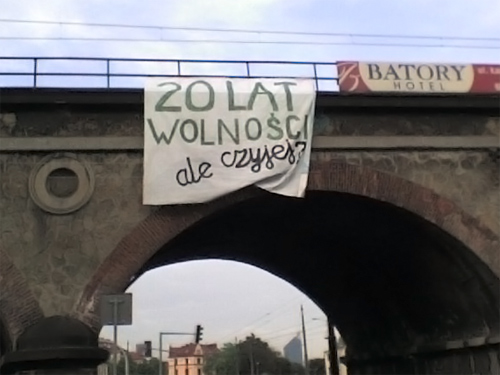 20 LAT
WOLNOŚCI
ale czyjej?
BATORY
HOTEL